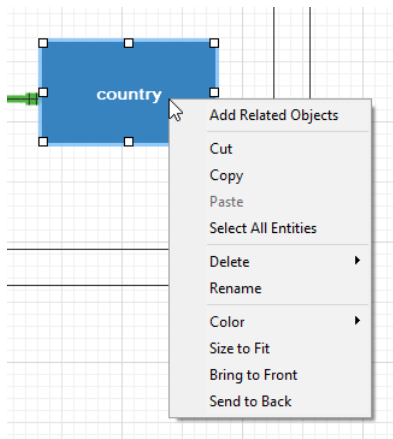 country
Add Related Objects
Cut
Copy
Paste
Select All Entities
Delete
Rename
Color
Size to Fit
Bring to Front
Send to Back